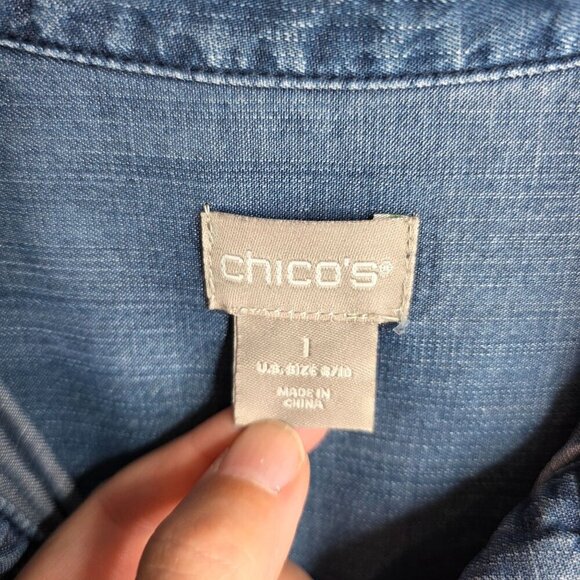 chico's®
1
U.S. SIZE 8/10
MADE IN
CHINA